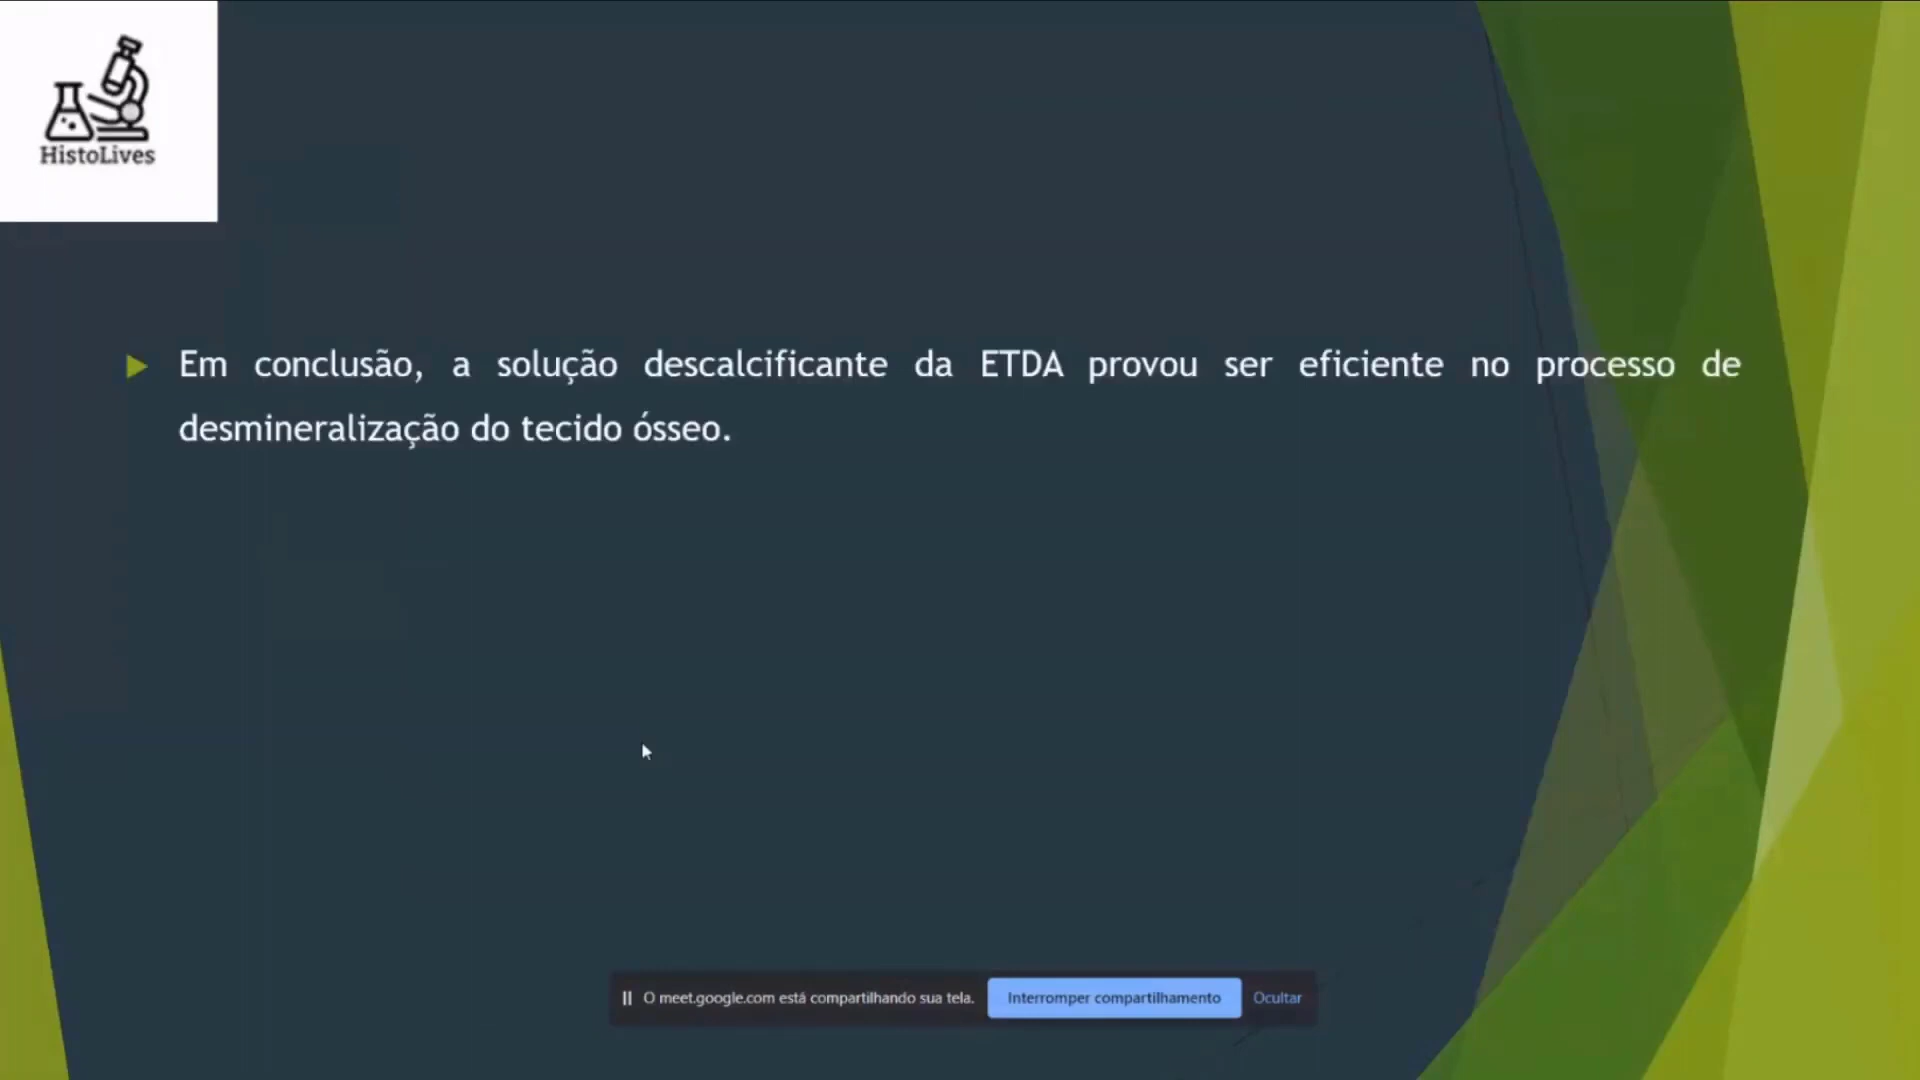 HistoLives
Em conclusão, a solução descalcificante da ETDA provou ser eficiente no processo de
desmineralização do tecido ósseo.
O meet.google.com está compartilhando sua tela. Interromper compartilhamento Ocultar